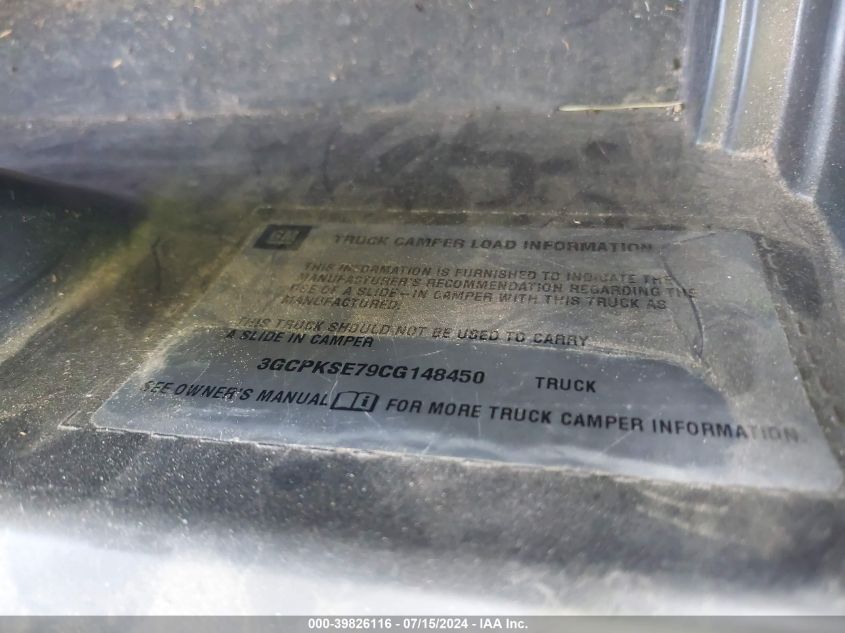 GM TRUCK CAMPER LOAD INFORMATION
THIS INFORMATION IS FURNISHED TO INDICATE THE
MANUFACTURER'S RECOMMENDATION REGARDING THE
USE OF A SLIDE-IN CAMPER WITH THIS TRUCK AS
MANUFACTURED.
THIS TRUCK SHOULD NOT BE USED TO CARRY
A SLIDE IN CAMPER
3GCPKSE79CG148450 TRUCK
SEE OWNER'S MANUAL i FOR MORE TRUCK CAMPER INFORMATION.
000-39826116 - 07/15/2024 - IAA Inc.